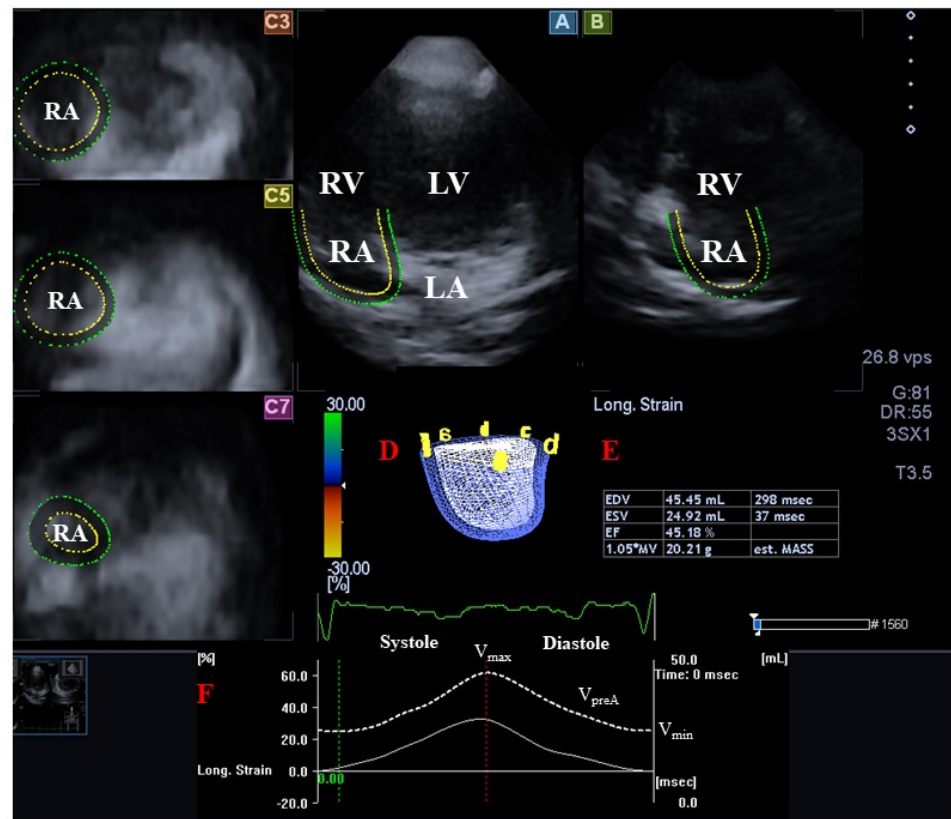 C3
RA
C5
RA
C7
RA
A
RV LV
RA
LA
B
RV
RA
26.8 vps
G:81
DR:55
3SX1
T3.5
30.00
-30.00
[%]
D
a
c
b
Long. Strain
E
EDV 45.45 mL 298 msec
ESV 24.92 mL 37 msec
EF 45.18 %
1.05*MV 20.21 g est. MASS
# 1560
Systole
Diastole
F
[%]
60.0
40.0
20.0
0.0
-20.0
Long. Strain
0.00
Vmax
VpreA
Vmin
50.0
[mL]
Time: 0 msec
[msec]
0.0